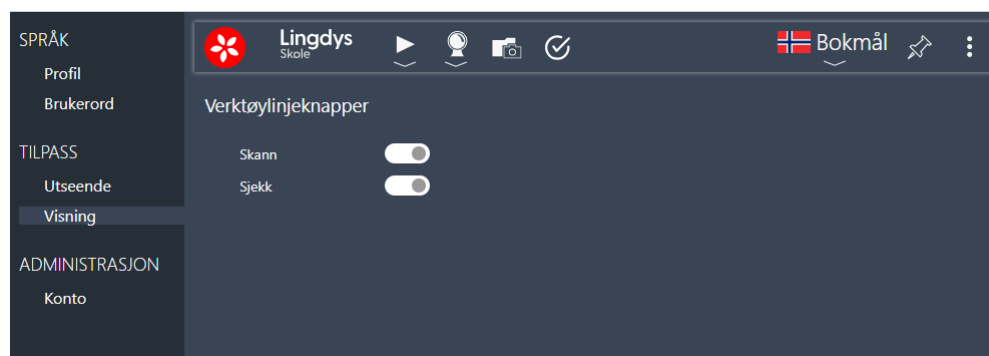 SPRÅK
Profil
Brukerord
TILPASS
Utseende
Visning
ADMINISTRASJON
Konto
Lingdys
Skole
Bokmål
Verktøylinjeknapper
Skann
Sjekk